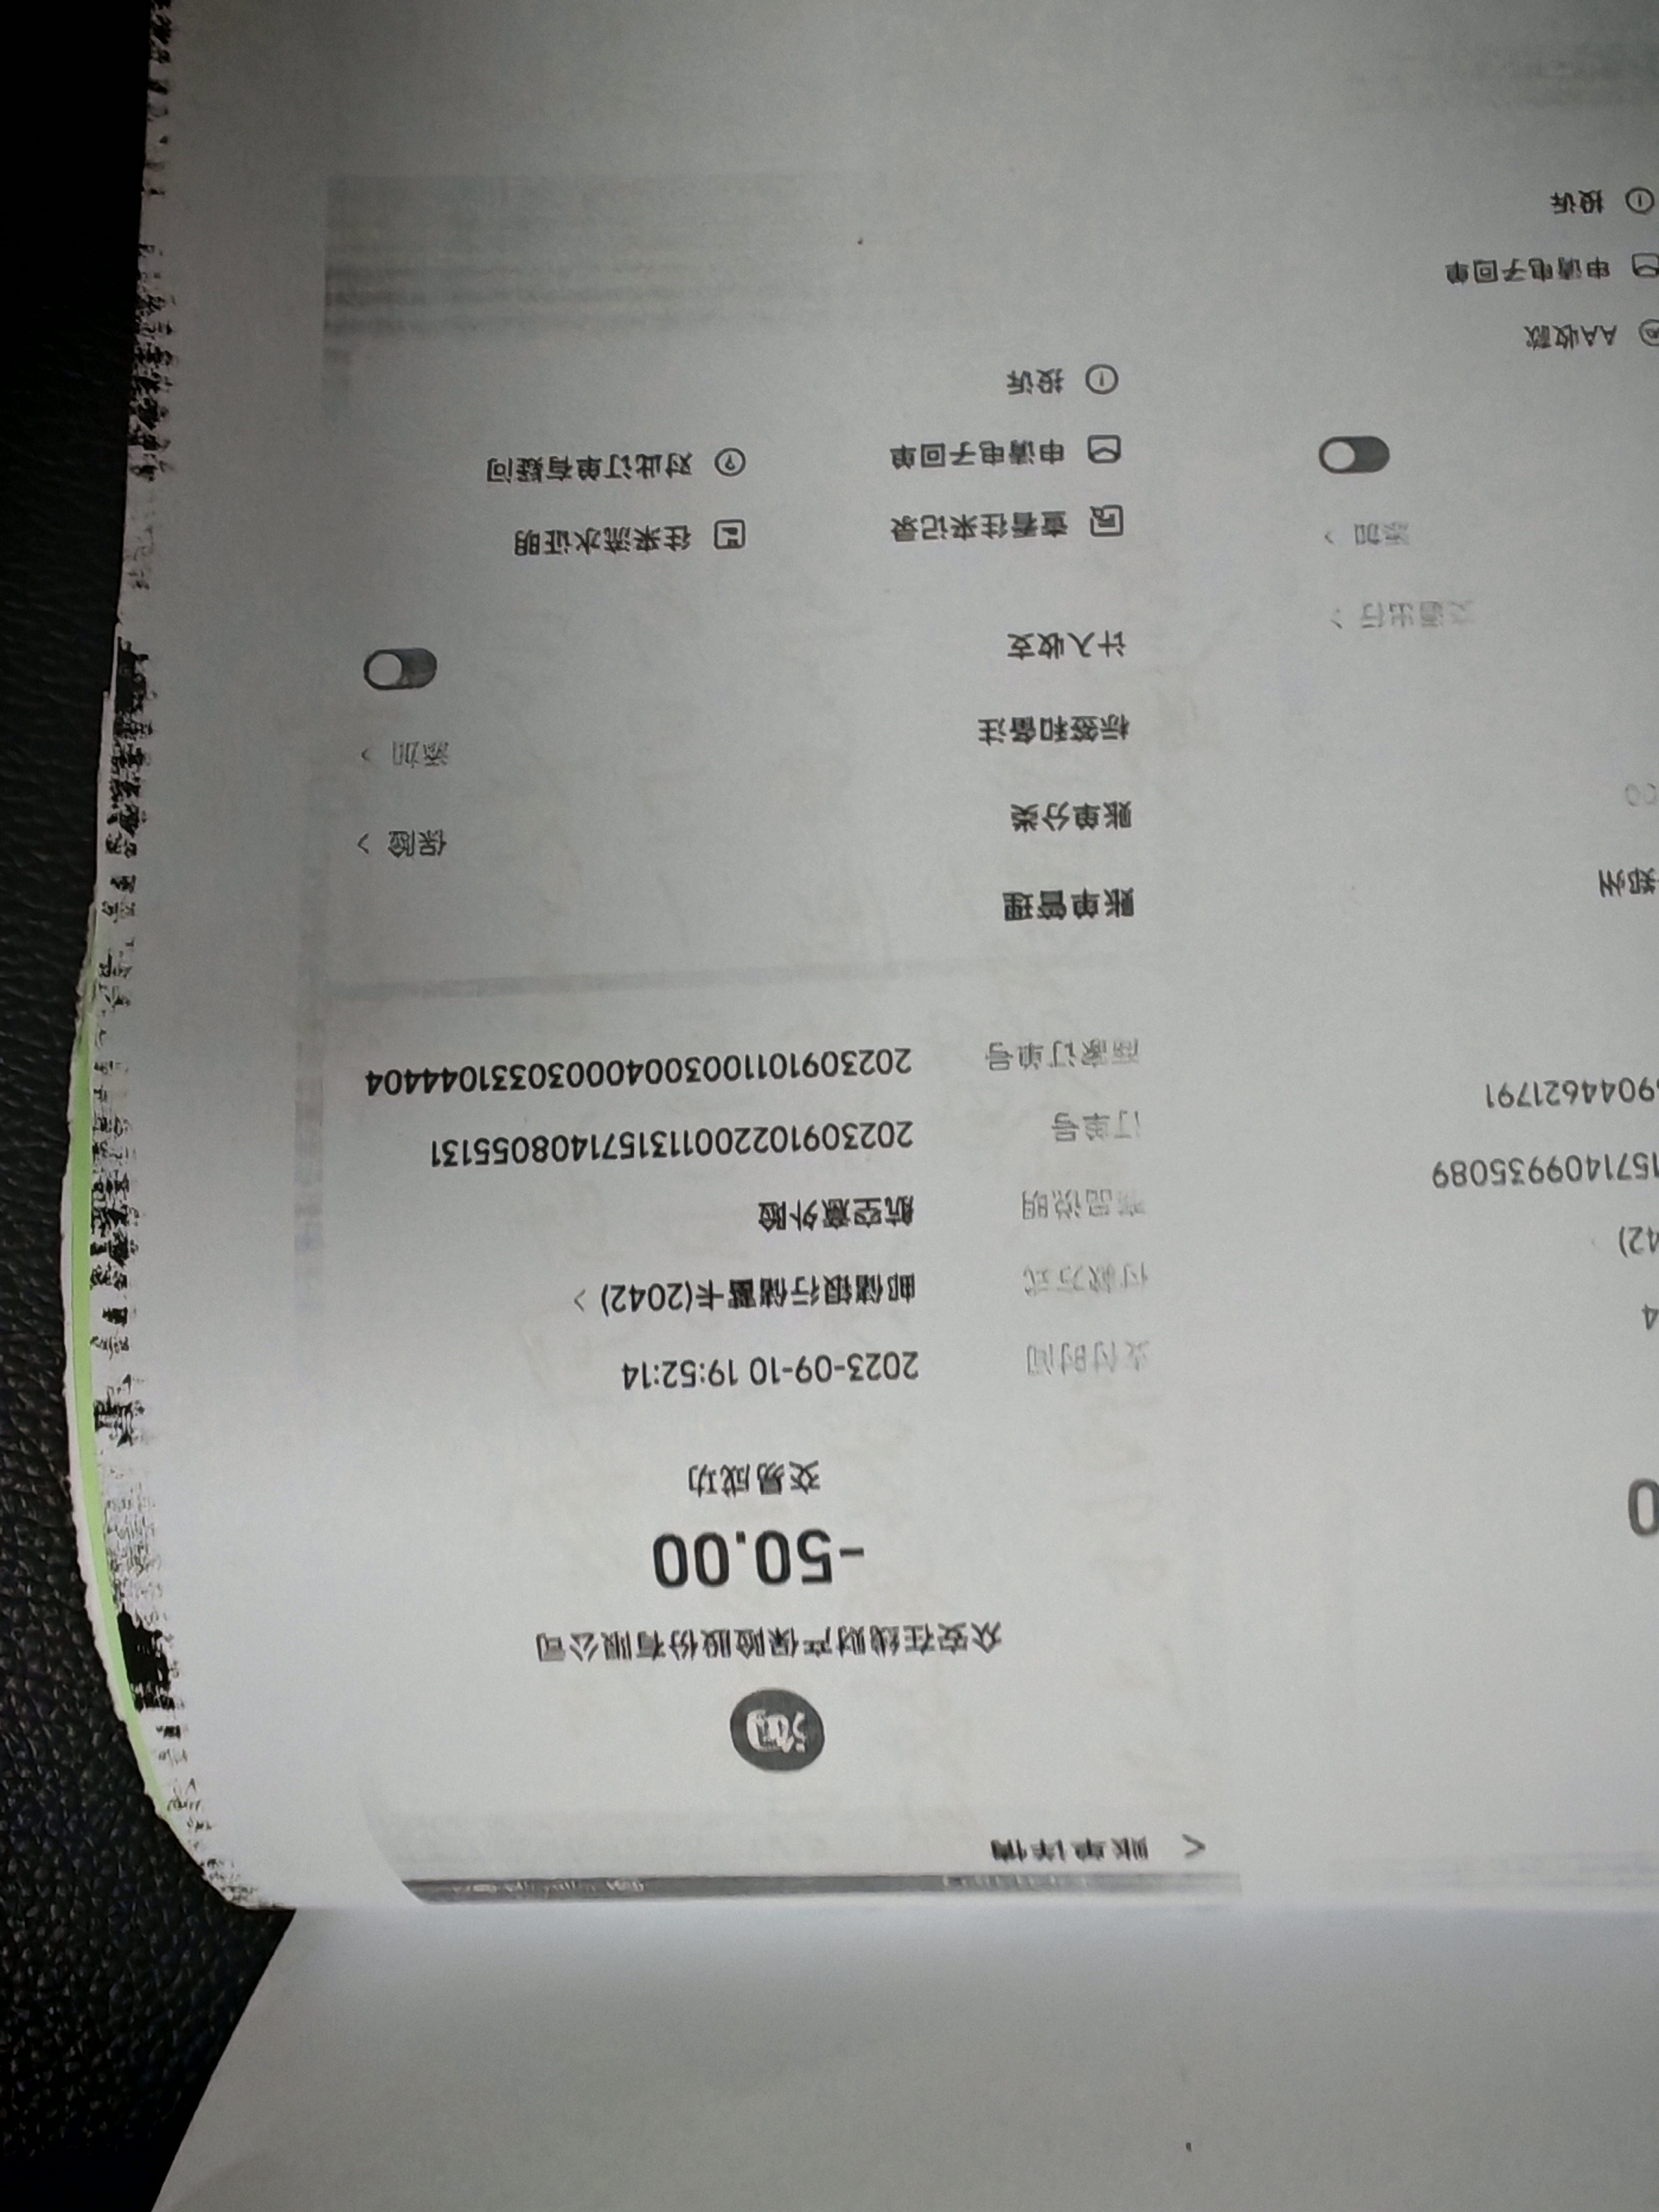 < 账单详情
淘
众安在线财产保险股份有限公司
-50.00
交易成功
支付时间 2023-09-10 19:52:14
付款方式 邮储银行储蓄卡(2042) >
商品说明 航空意外险
订单号 2023091022001131571408055131
商家订单号 2023091011003004000030331044404
账单管理
账单分类 保险 >
标签和备注 添加 >
计入收支
查看往来记录 往来流水证明
申请电子回单 对此订单有疑问
投诉
0
4
42) >
1571409935089
59044621791
郑州
00
交通出行 >
添加 >
AA收款
申请电子回单
投诉